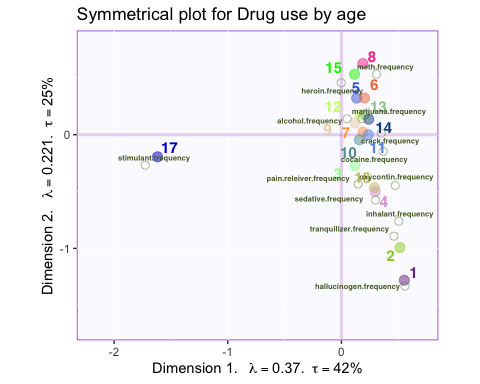 Symmetrical plot for Drug use by age
8
15
meth.frequency
heroin.frequency
5
6
12
13
marijuana.frequency
alcohol.frequency
14
9
7
crack.frequency
17
10
11
stimulant.frequency
cocaine.frequency
3
pain.releiver.frequency
oxycontin.frequency
sedative.frequency
4
inhalant.frequency
tranquilizer.frequency
2
1
hallucinogen.frequency
0
-1
-2
-1
0
Dimension 2. λ = 0.221. τ = 25%
Dimension 1. λ = 0.37. τ = 42%